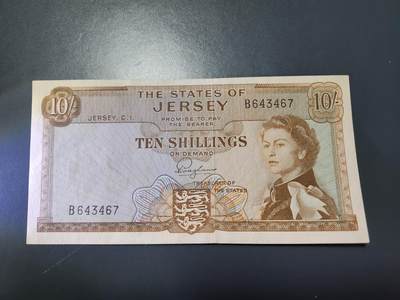 THE STATES OF
10/- JERSEY B643467 10/-
JERSEY, C.I. PROMISE TO PAY
THE BEARER
TEN SHILLINGS
ON DEMAND
TREASURER OF
THE STATES
B643467